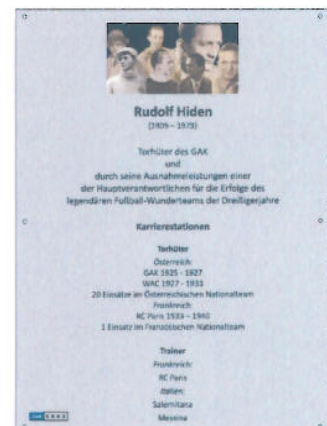 Rudolf Hiden
(1909 – 1973)
Torhüter des GAK
und
durch seine Ausnahmeleistungen einer
der Hauptverantwortlichen für die Erfolge des
legendären Fußball-Wunderteams der Dreißigerjahre
Karrierestationen
Torhüter
Österreich:
GAK 1925 - 1927
WAC 1927 - 1933
20 Einsätze im Österreichischen Nationalteam
Frankreich:
RC Paris 1933 – 1940
1 Einsatz im Französischen Nationalteam
Trainer
Frankreich:
RC Paris
Italien:
Salernitana
Messina